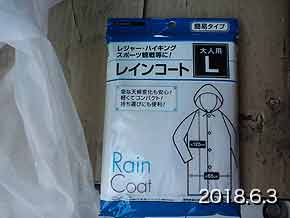 簡易タイプ
レジャー・ハイキング
スポーツ観戦等に!
大人用
レインコート
L
急な天候変化も安心!
軽くてコンパクト!
持ち運びにも便利!
Rain
Coat
2018.6.3